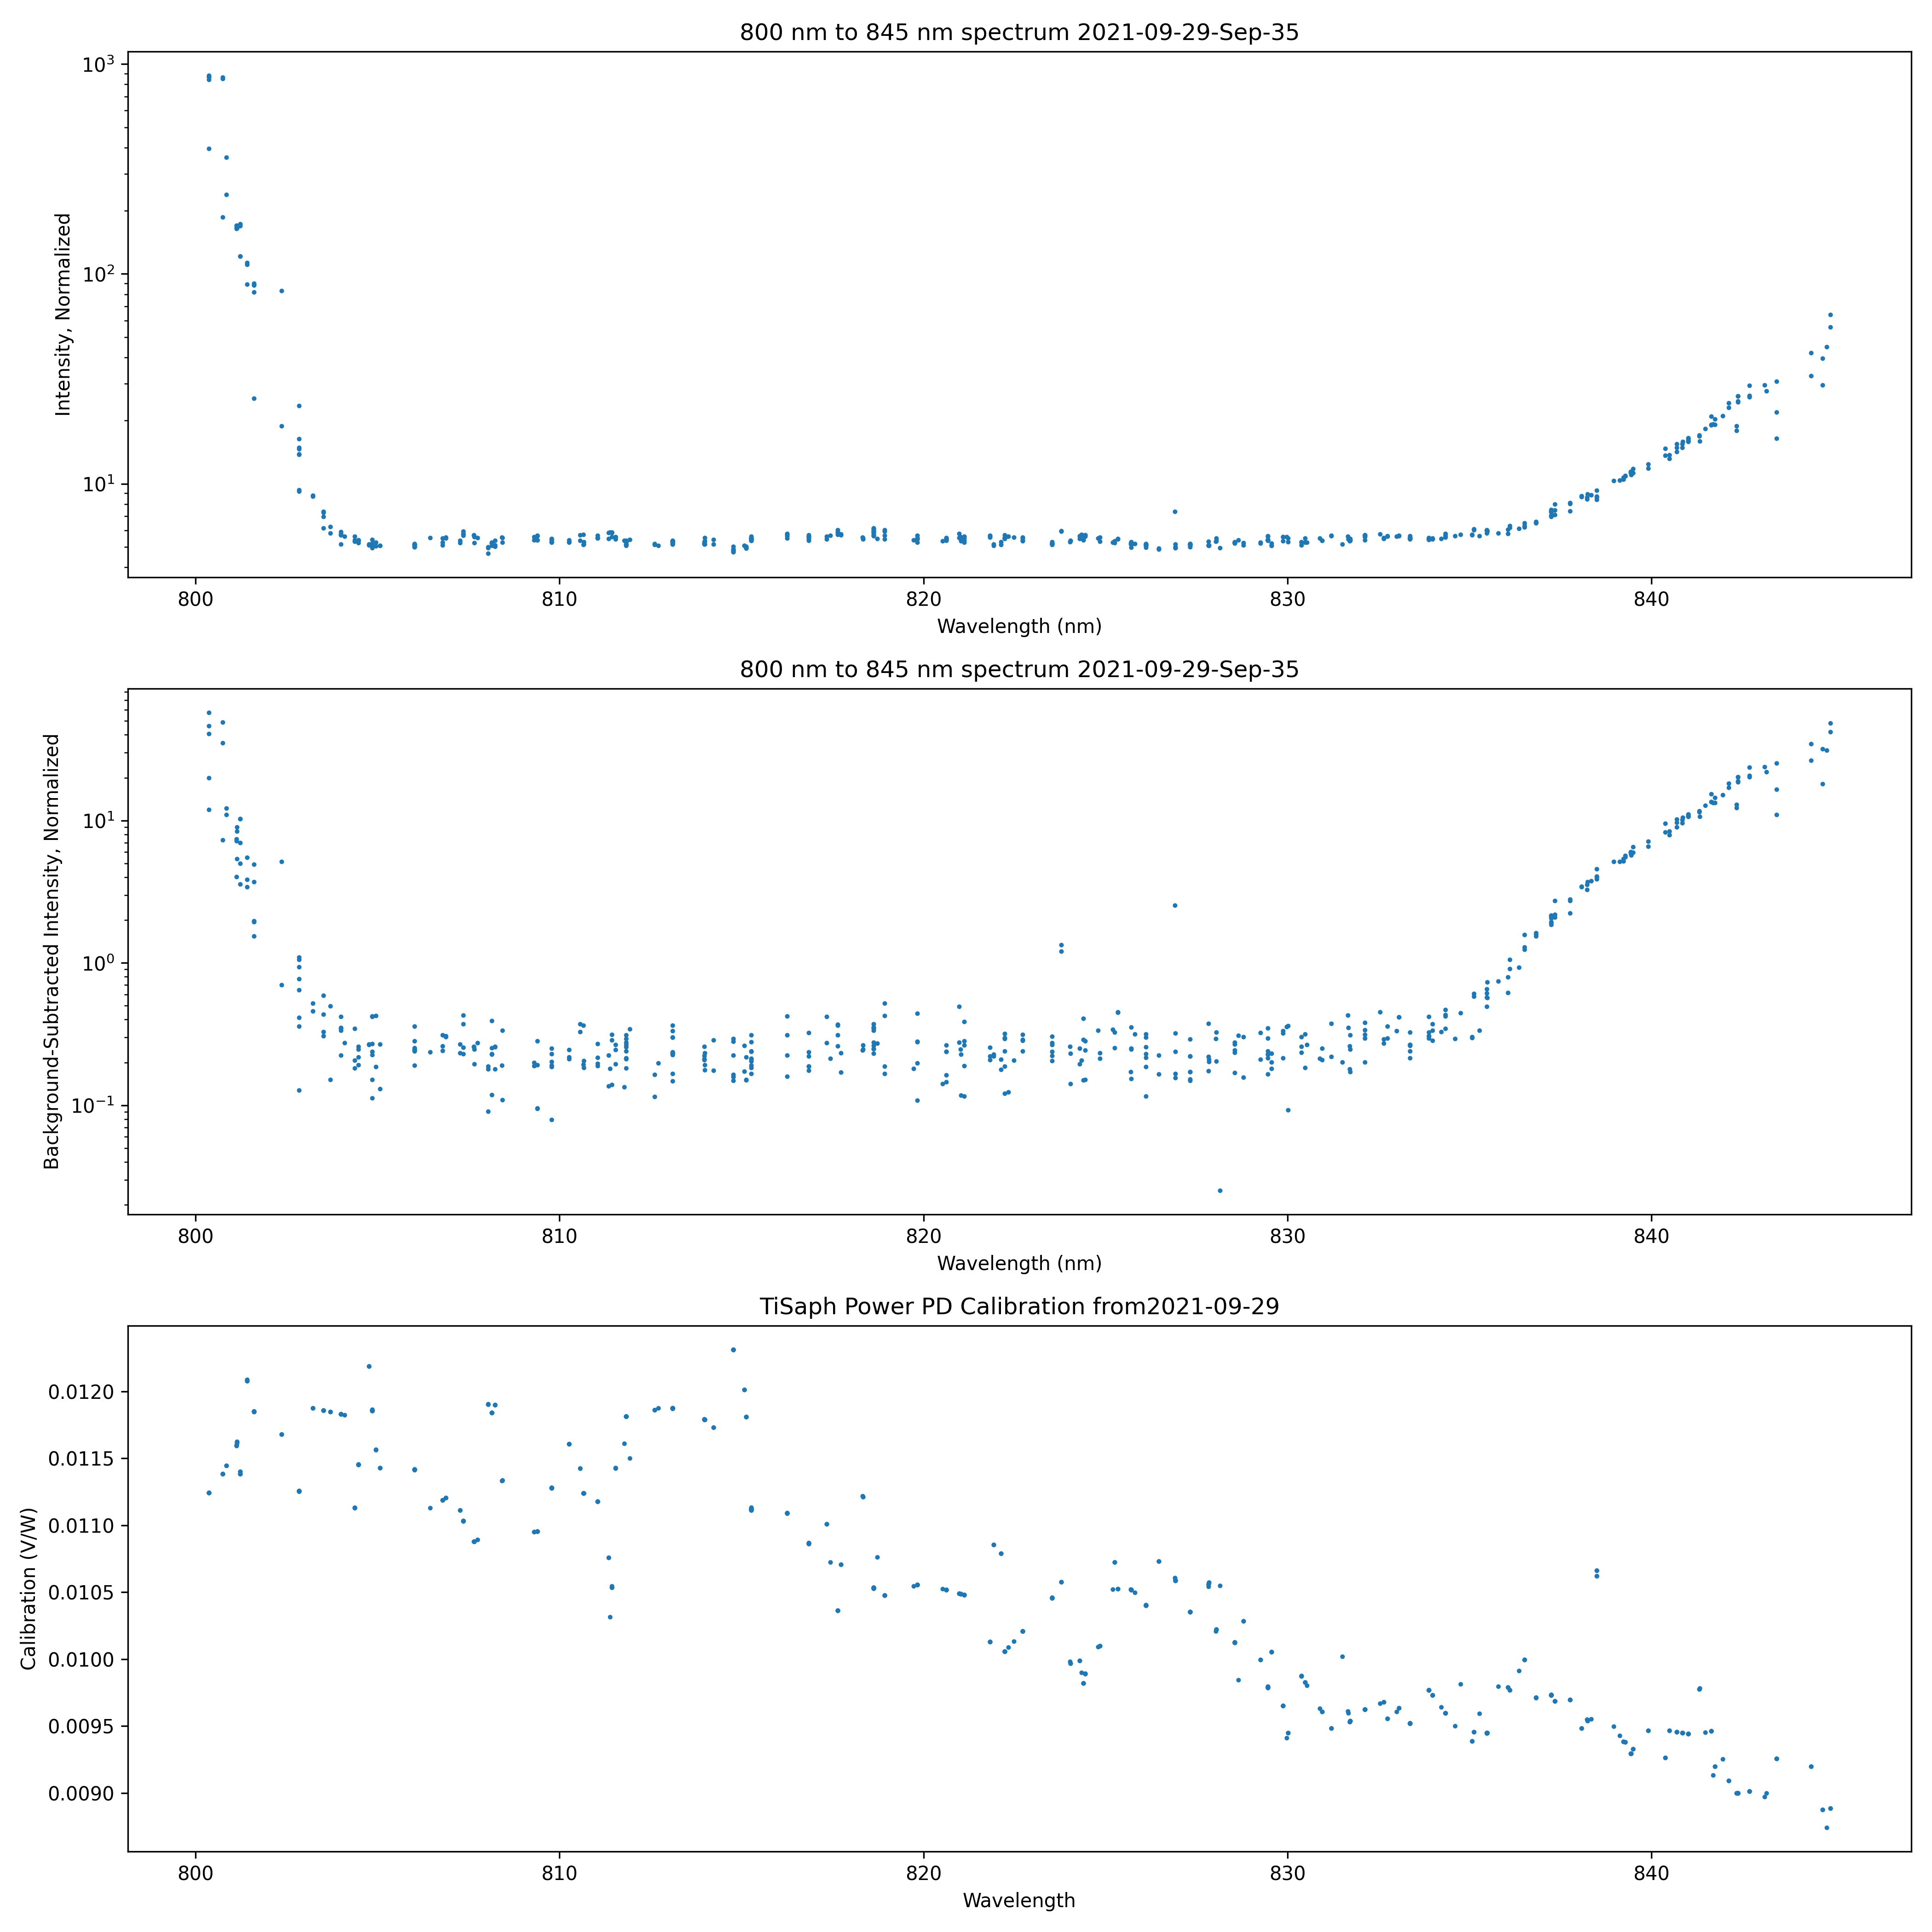 800 nm to 845 nm spectrum 2021-09-29-Sep-35
Intensity, Normalized
10³
10²
10¹
800 810 820 830 840
Wavelength (nm)
800 nm to 845 nm spectrum 2021-09-29-Sep-35
Background-Subtracted Intensity, Normalized
10¹
10⁰
10⁻¹
800 810 820 830 840
Wavelength (nm)
TiSaph Power PD Calibration from2021-09-29
Calibration (V/W)
0.0120
0.0115
0.0110
0.0105
0.0100
0.0095
0.0090
800 810 820 830 840
Wavelength